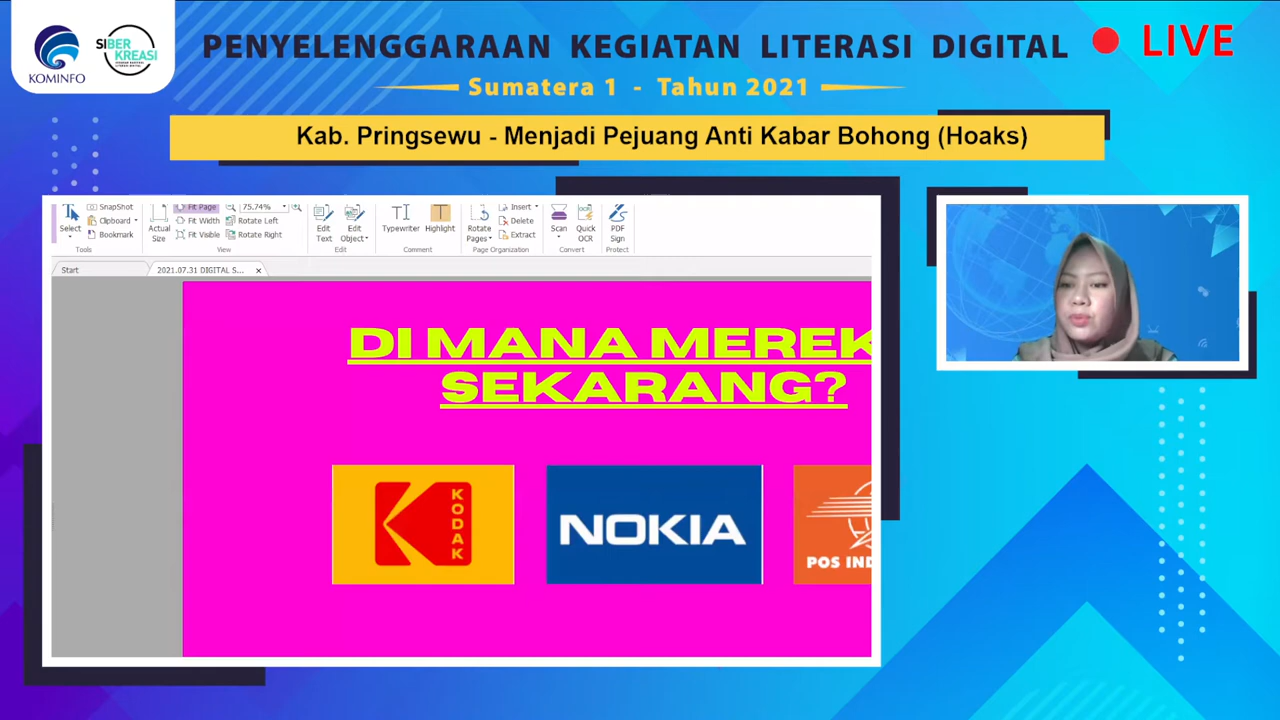 KOMINFO
SIBER
KREASI
PENYELENGGARAAN KEGIATAN LITERASI DIGITAL
LIVE
Sumatera 1 - Tahun 2021
Kab. Pringsewu - Menjadi Pejuang Anti Kabar Bohong (Hoaks)
Select
SnapShot
Clipboard
Bookmark
Tools
Actual
Size
Fit Page
Fit Width
Fit Visible
75.74%
Rotate Left
Rotate Right
View
Edit
Text
Edit
Object
Edit
Typewriter
Highlight
Comment
Rotate
Pages
Insert
Delete
Extract
Page Organization
Scan
Quick
OCR
Convert
PDF
Sign
Protect
Start
2021.07.31 DIGITAL S...
DI MANA MEREK
SEKARANG?
KODAK
NOKIA
POS IND